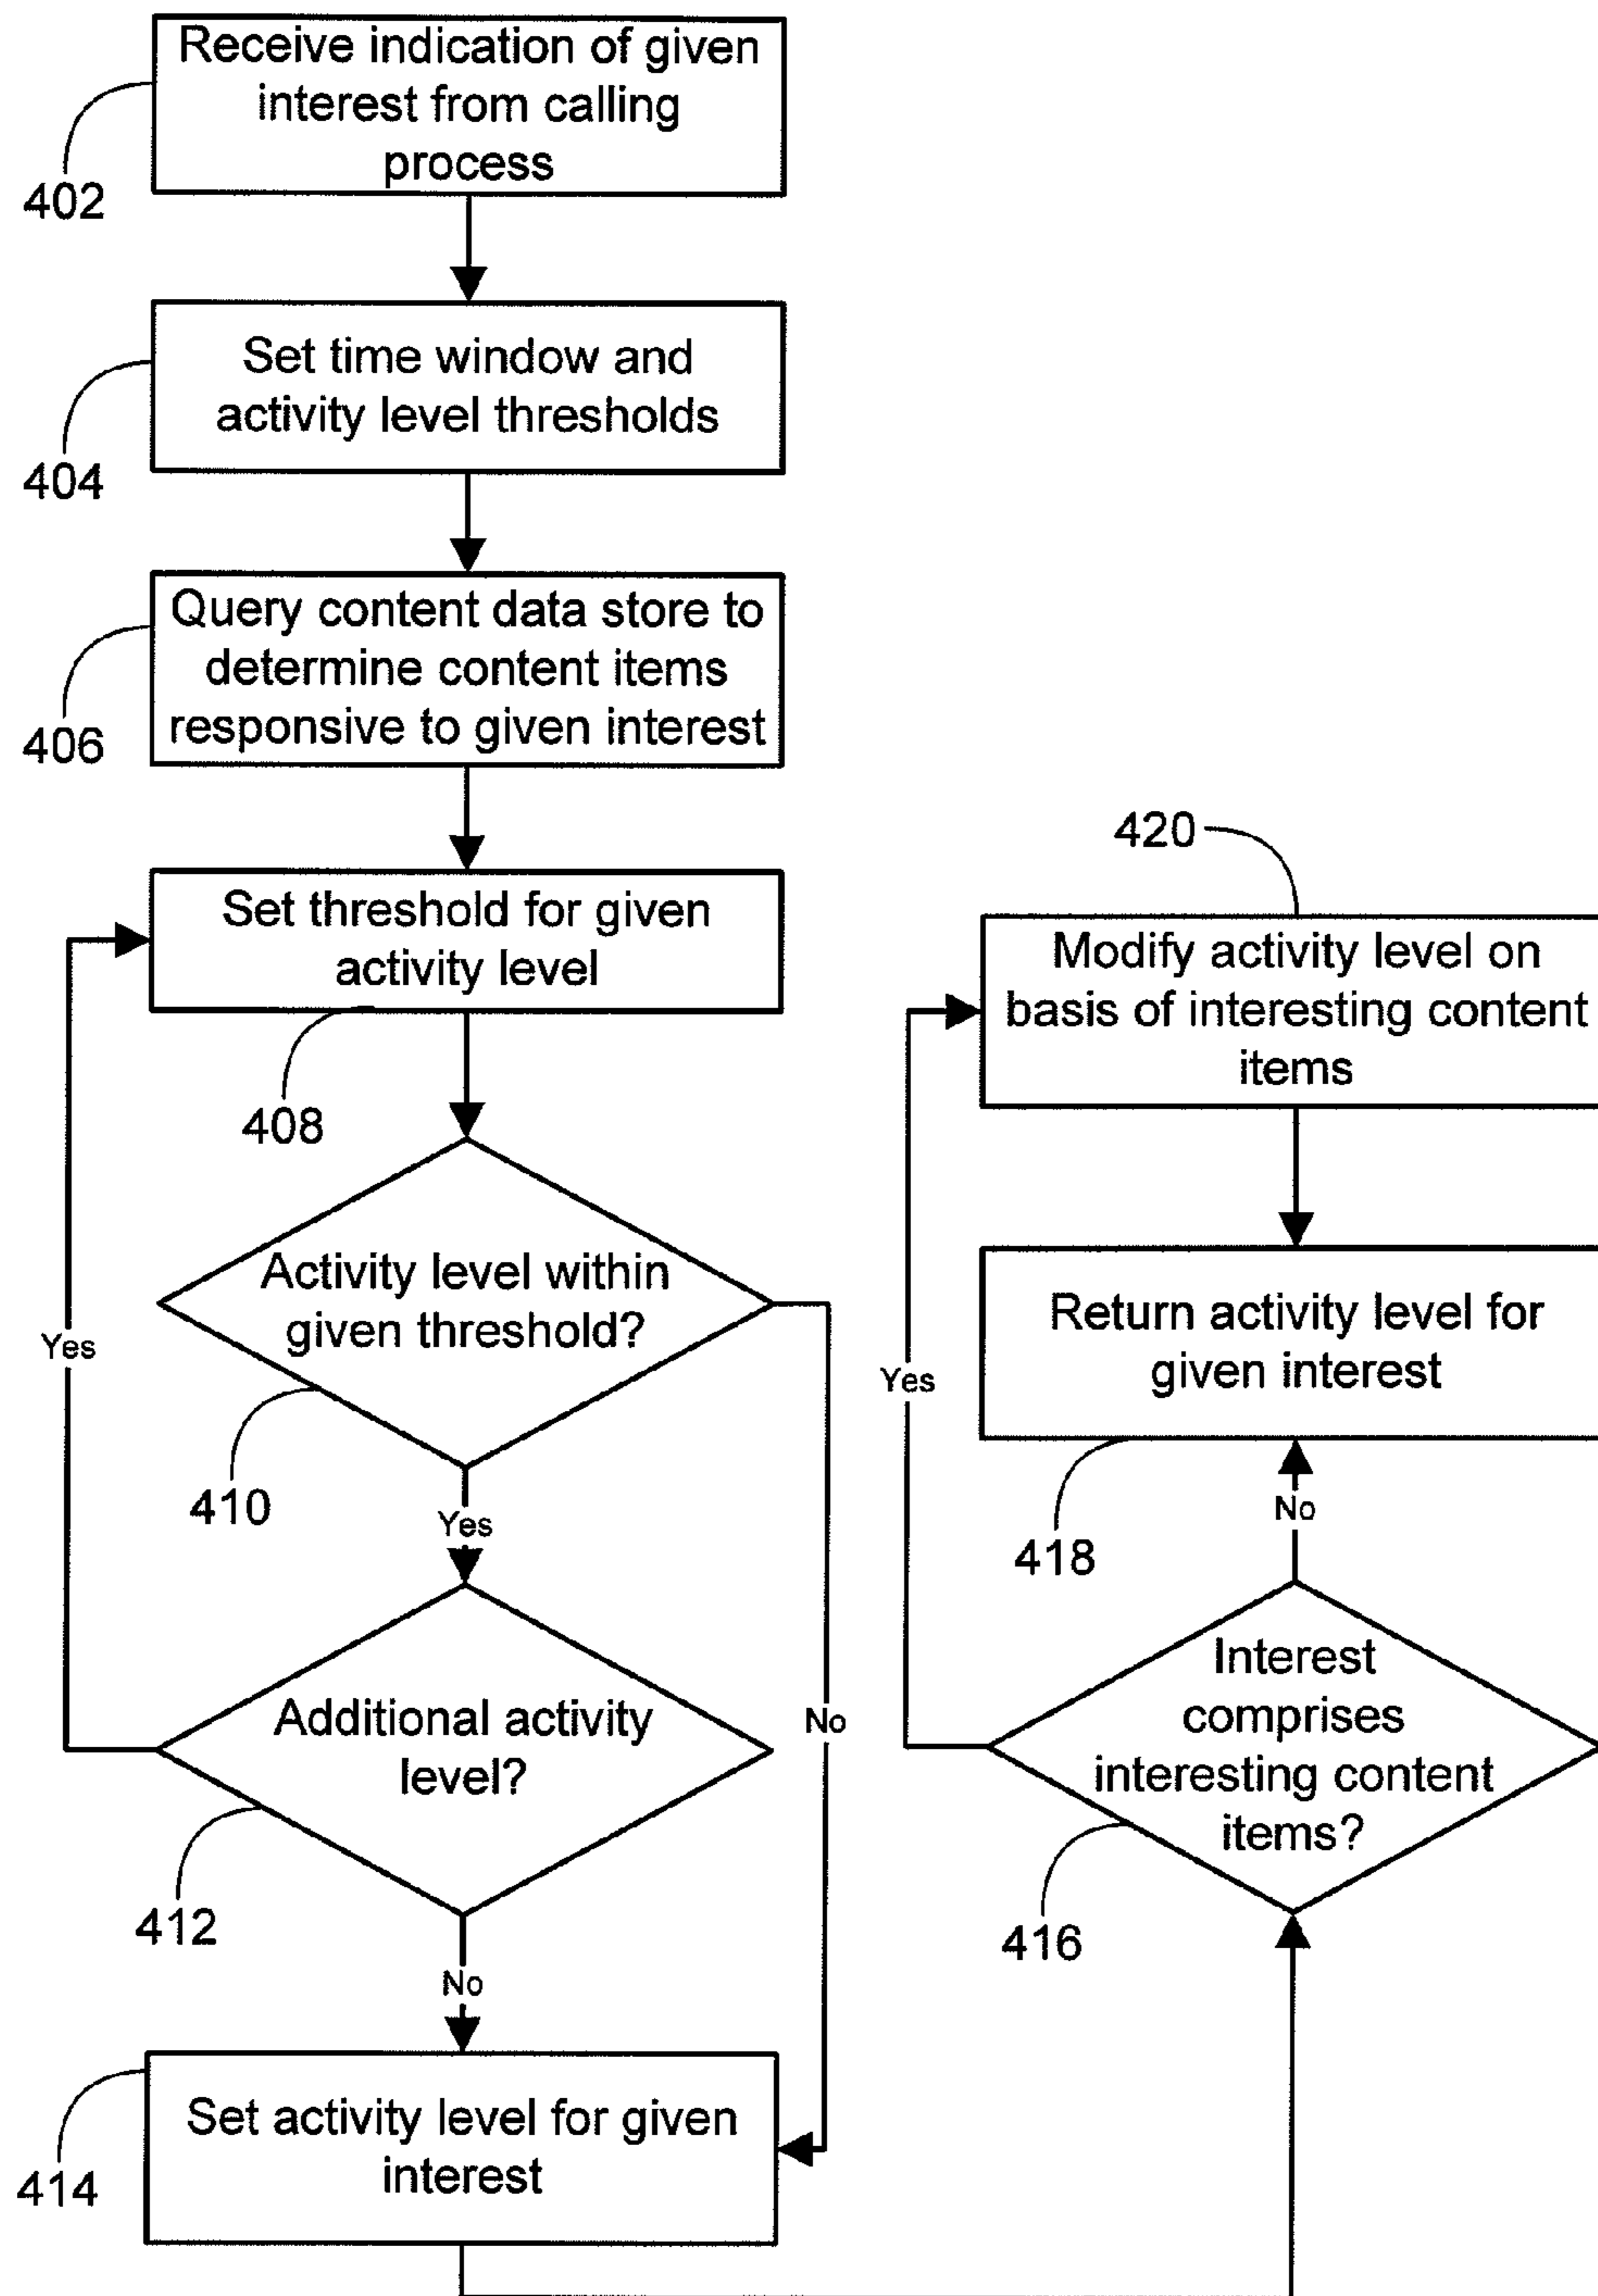 Receive indication of given
interest from calling
process
402
Set time window and
activity level thresholds
404
Query content data store to
determine content items
responsive to given interest
406
Set threshold for given
activity level
408
Activity level within
given threshold?
410
Yes
Yes
No
Additional activity
level?
412
No
Set activity level for given
interest
414
420
Modify activity level on
basis of interesting content
items
Return activity level for
given interest
Yes
418
No
Interest
comprises
interesting content
items?
416